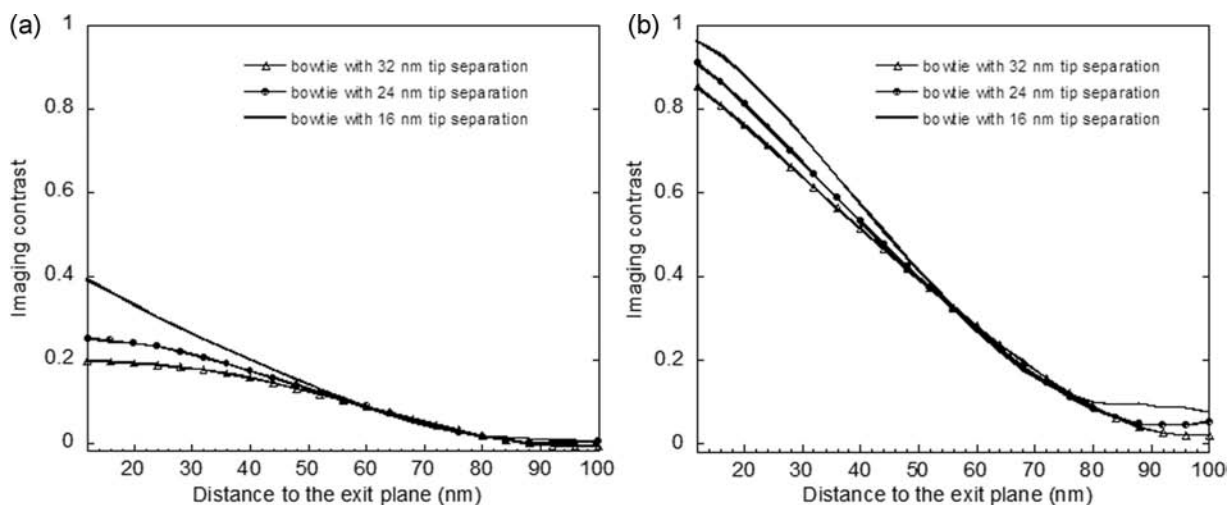 (a)
1
0.8
0.6
0.4
0.2
0
Imaging contrast
bowtie with 32 nm tip separation
bowtie with 24 nm tip separation
bowtie with 16 nm tip separation
20 30 40 50 60 70 80 90 100
Distance to the exit plane (nm)
(b)
1
0.8
0.6
0.4
0.2
0
Imaging contrast
bowtie with 32 nm tip separation
bowtie with 24 nm tip separation
bowtie with 16 nm tip separation
20 30 40 50 60 70 80 90 100
Distance to the exit plane (nm)